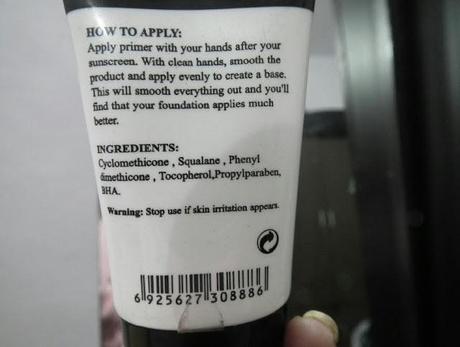 HOW TO APPLY:
Apply primer with your hands after your
sunscreen. With clean hands, smooth the
product and apply evenly to create a base.
This will smooth everything out and you'll
find that your foundation applies much
better.
INGREDIENTS:
Cyclomethicone , Squalane , Phenyl
dimethicone , Tocopherol,Propylparaben,
BHA.
Warning: Stop use if skin irritation appears.
6 925627 308886